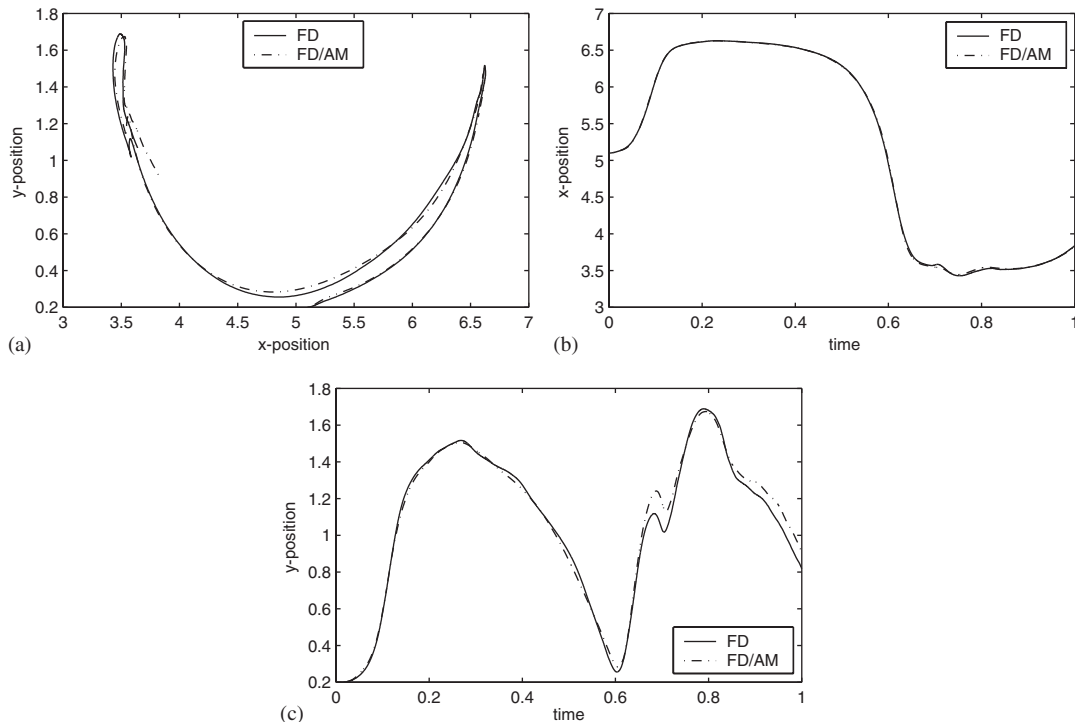 1.8
1.6
1.4
1.2
1
0.8
0.6
0.4
0.2
y-position
FD
FD/AM
3 3.5 4 4.5 5 5.5 6 6.5 7
x-position
(a)
7
6.5
6
5.5
5
4.5
4
3.5
3
x-position
FD
FD/AM
0 0.2 0.4 0.6 0.8 1
time
(b)
1.8
1.6
1.4
1.2
1
0.8
0.6
0.4
0.2
y-position
FD
FD/AM
0 0.2 0.4 0.6 0.8 1
time
(c)